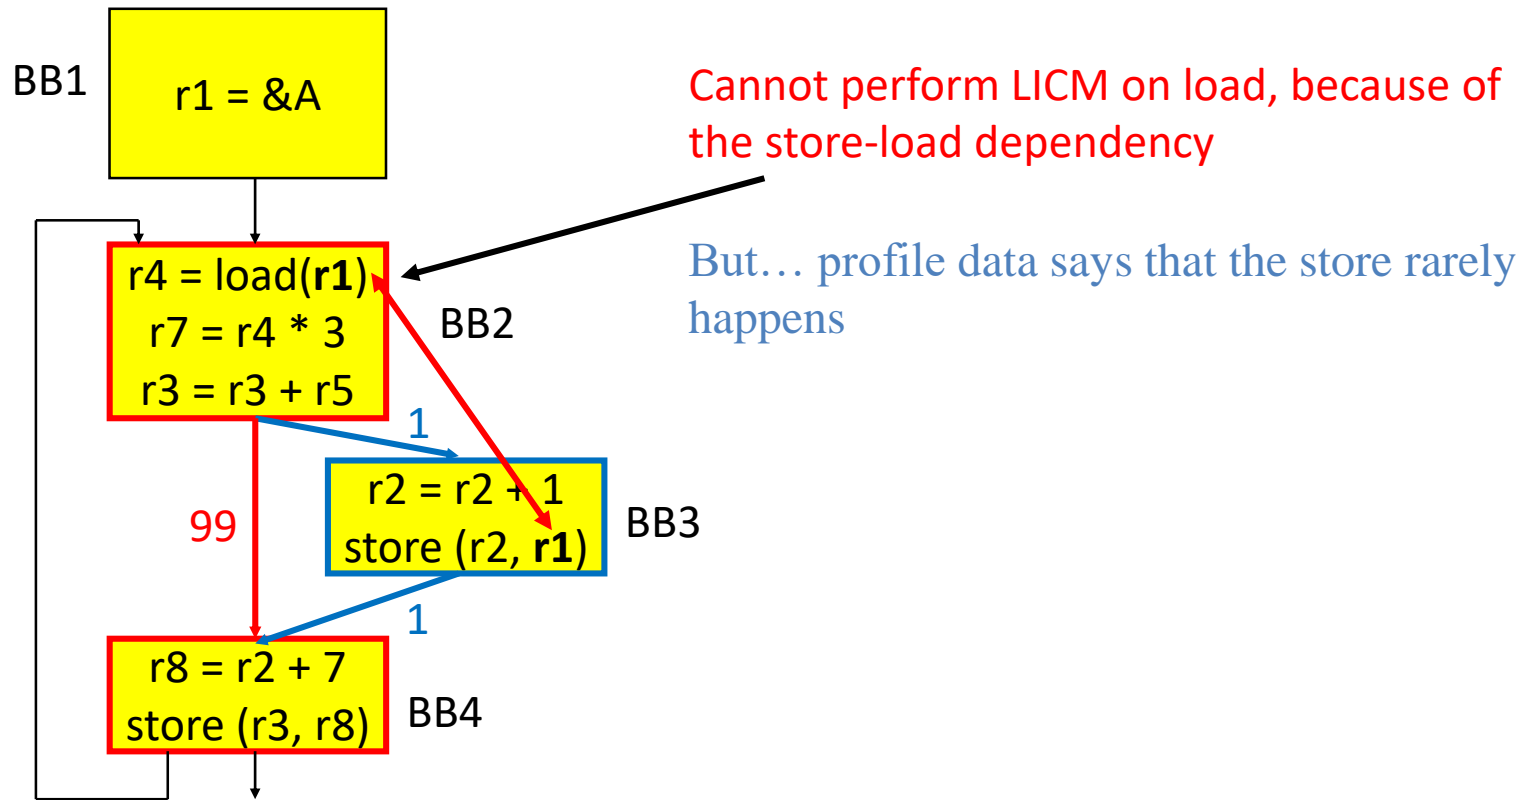 BB1
r1 = &A
Cannot perform LICM on load, because of
the store-load dependency
But… profile data says that the store rarely
happens
r4 = load(r1)
r7 = r4 * 3
r3 = r3 + r5
BB2
1
99
r2 = r2 + 1
store (r2, r1)
BB3
1
r8 = r2 + 7
store (r3, r8)
BB4